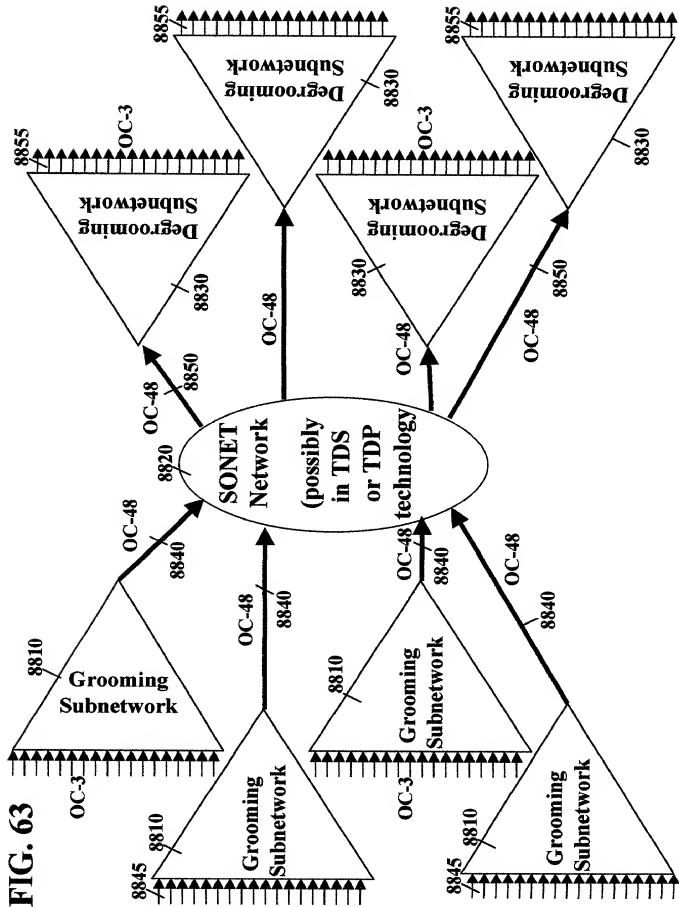 FIG. 63
8855
8855
8855
OC-3
OC-3
Degrooming
Subnetwork
8830
Degrooming
Subnetwork
8830
Degrooming
Subnetwork
8830
Degrooming
Subnetwork
8830
OC-48
8850
OC-48
OC-48
OC-48
8850
8820
SONET
Network
(possibly
in TDS
or TDP
technology
OC-48
8840
OC-48
8840
OC-48
8840
OC-48
8840
8810
Grooming
Subnetwork
OC-3
8810
Grooming
Subnetwork
8845
8810
Grooming
Subnetwork
OC-3
8810
Grooming
Subnetwork
8845